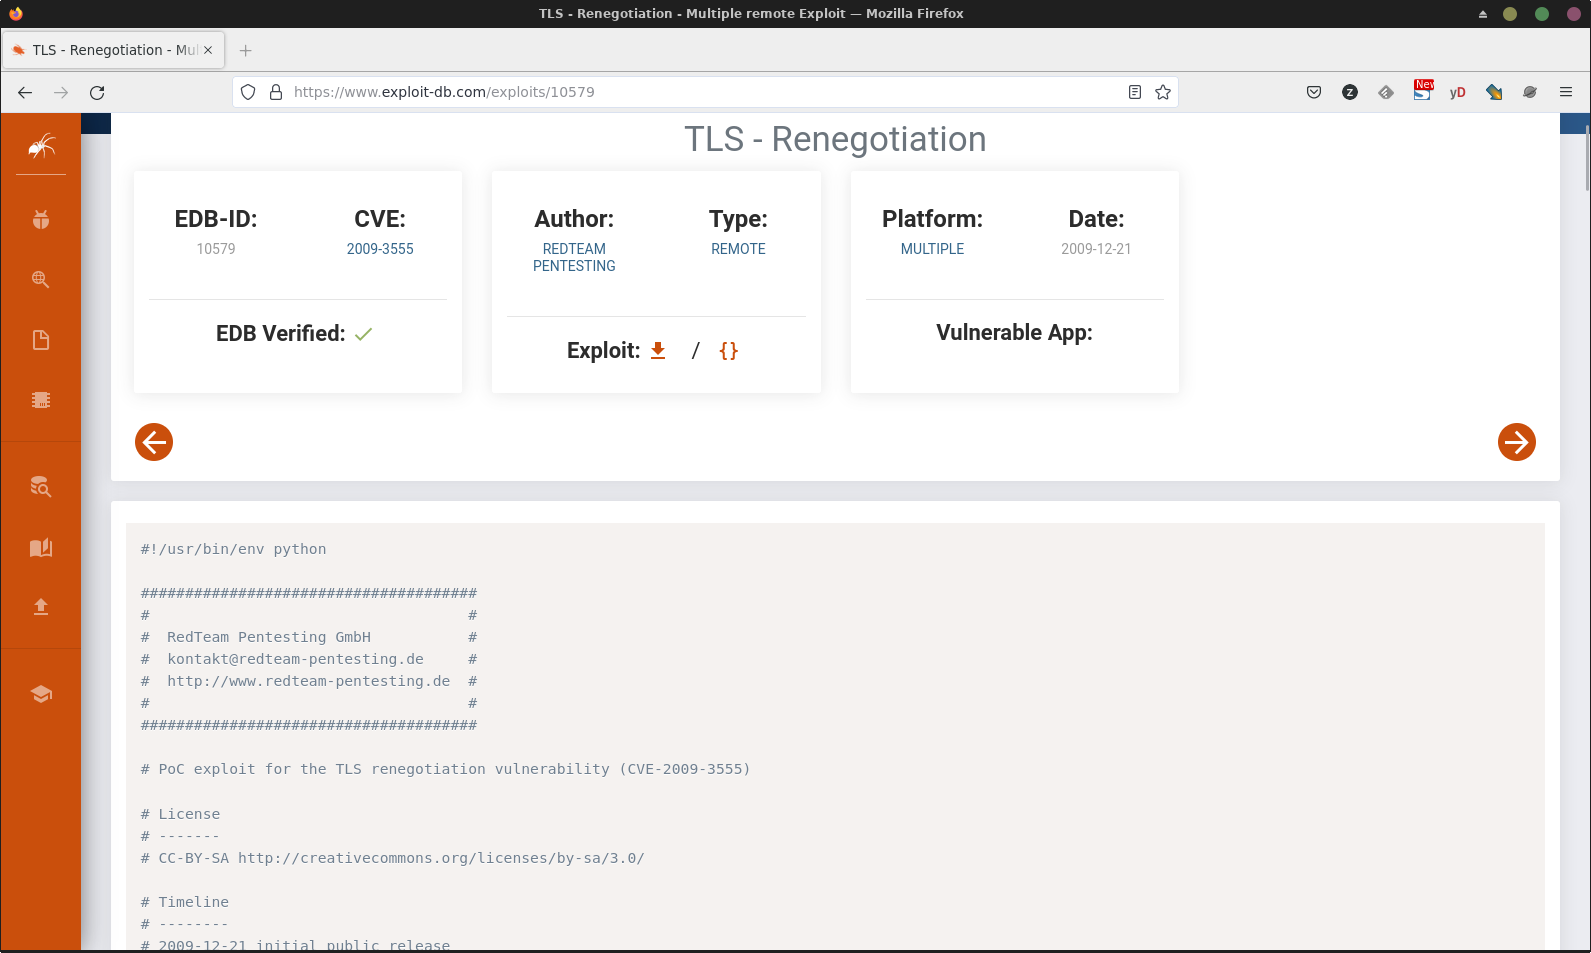 TLS - Renegotiation - Multiple remote Exploit — Mozilla Firefox
TLS - Renegotiation - Mul
https://www.exploit-db.com/exploits/10579
Z
New
yD
TLS - Renegotiation
EDB-ID:
10579
CVE:
2009-3555
EDB Verified:
Author:
REDTEAM
PENTESTING
Type:
REMOTE
Exploit: / {}
Platform:
MULTIPLE
Date:
2009-12-21
Vulnerable App:
#!/usr/bin/env python
######################################
#                                    #
#  RedTeam Pentesting GmbH           #
#  kontakt@redteam-pentesting.de     #
#  http://www.redteam-pentesting.de  #
#                                    #
######################################
# PoC exploit for the TLS renegotiation vulnerability (CVE-2009-3555)
# License
# -------
# CC-BY-SA http://creativecommons.org/licenses/by-sa/3.0/
# Timeline
# --------
# 2009-12-21 initial public release